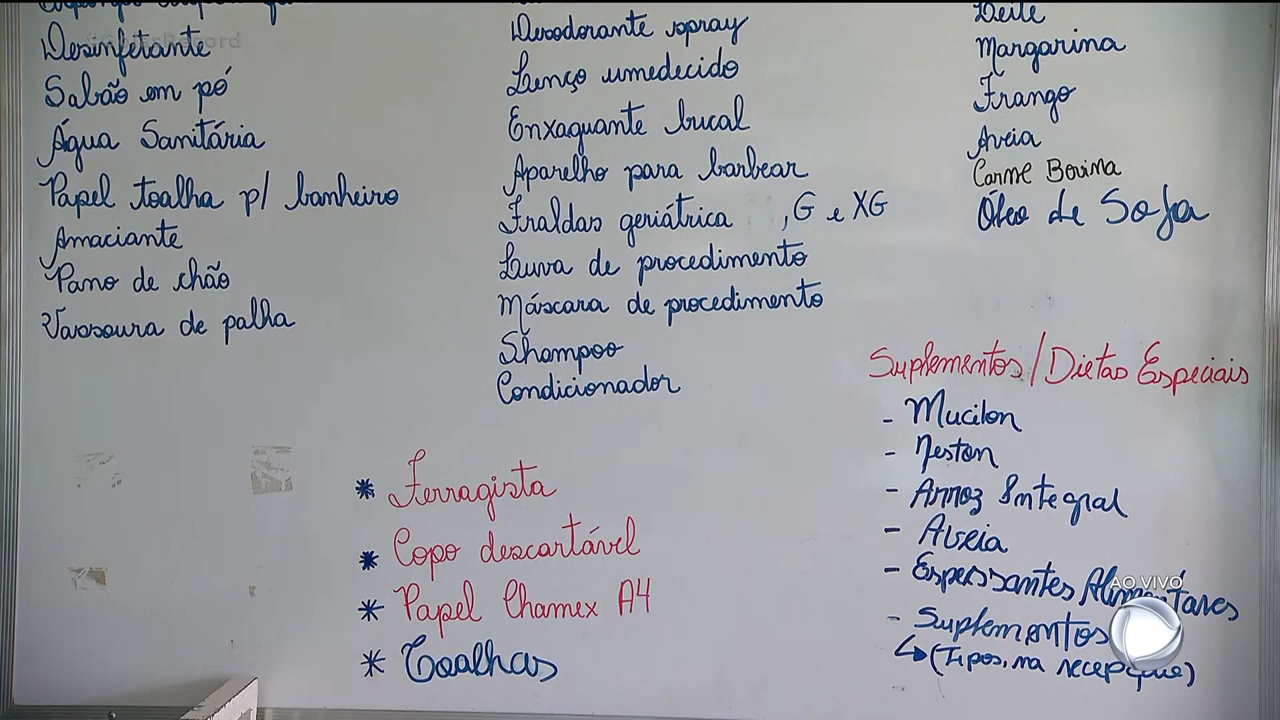 Desinfetante
Sabão em pó
Água Sanitária
Papel toalha p/ banheiro
Amaciante
Pano de chão
Vassoura de palha
Desodorante spray
Lenço umedecido
Enxaguante bucal
Aparelho para barbear
Fraldas geriátrica , G e XG
Luva de procedimento
Máscara de procedimento
Shampoo
Condicionador
Leite
Margarina
Frango
Aveia
Carne Bovina
Óleo de Soja
* Ferragista
* Copo descartável
* Papel Chamex A4
* Toalhas
Suplementos/Dietas Especiais
- Mucilon
- Neston
- Arroz Integral
- Aveia
- Espessantes Alimentares
- Suplementos
↳ (Tipos, na recepção)
AO VIVO